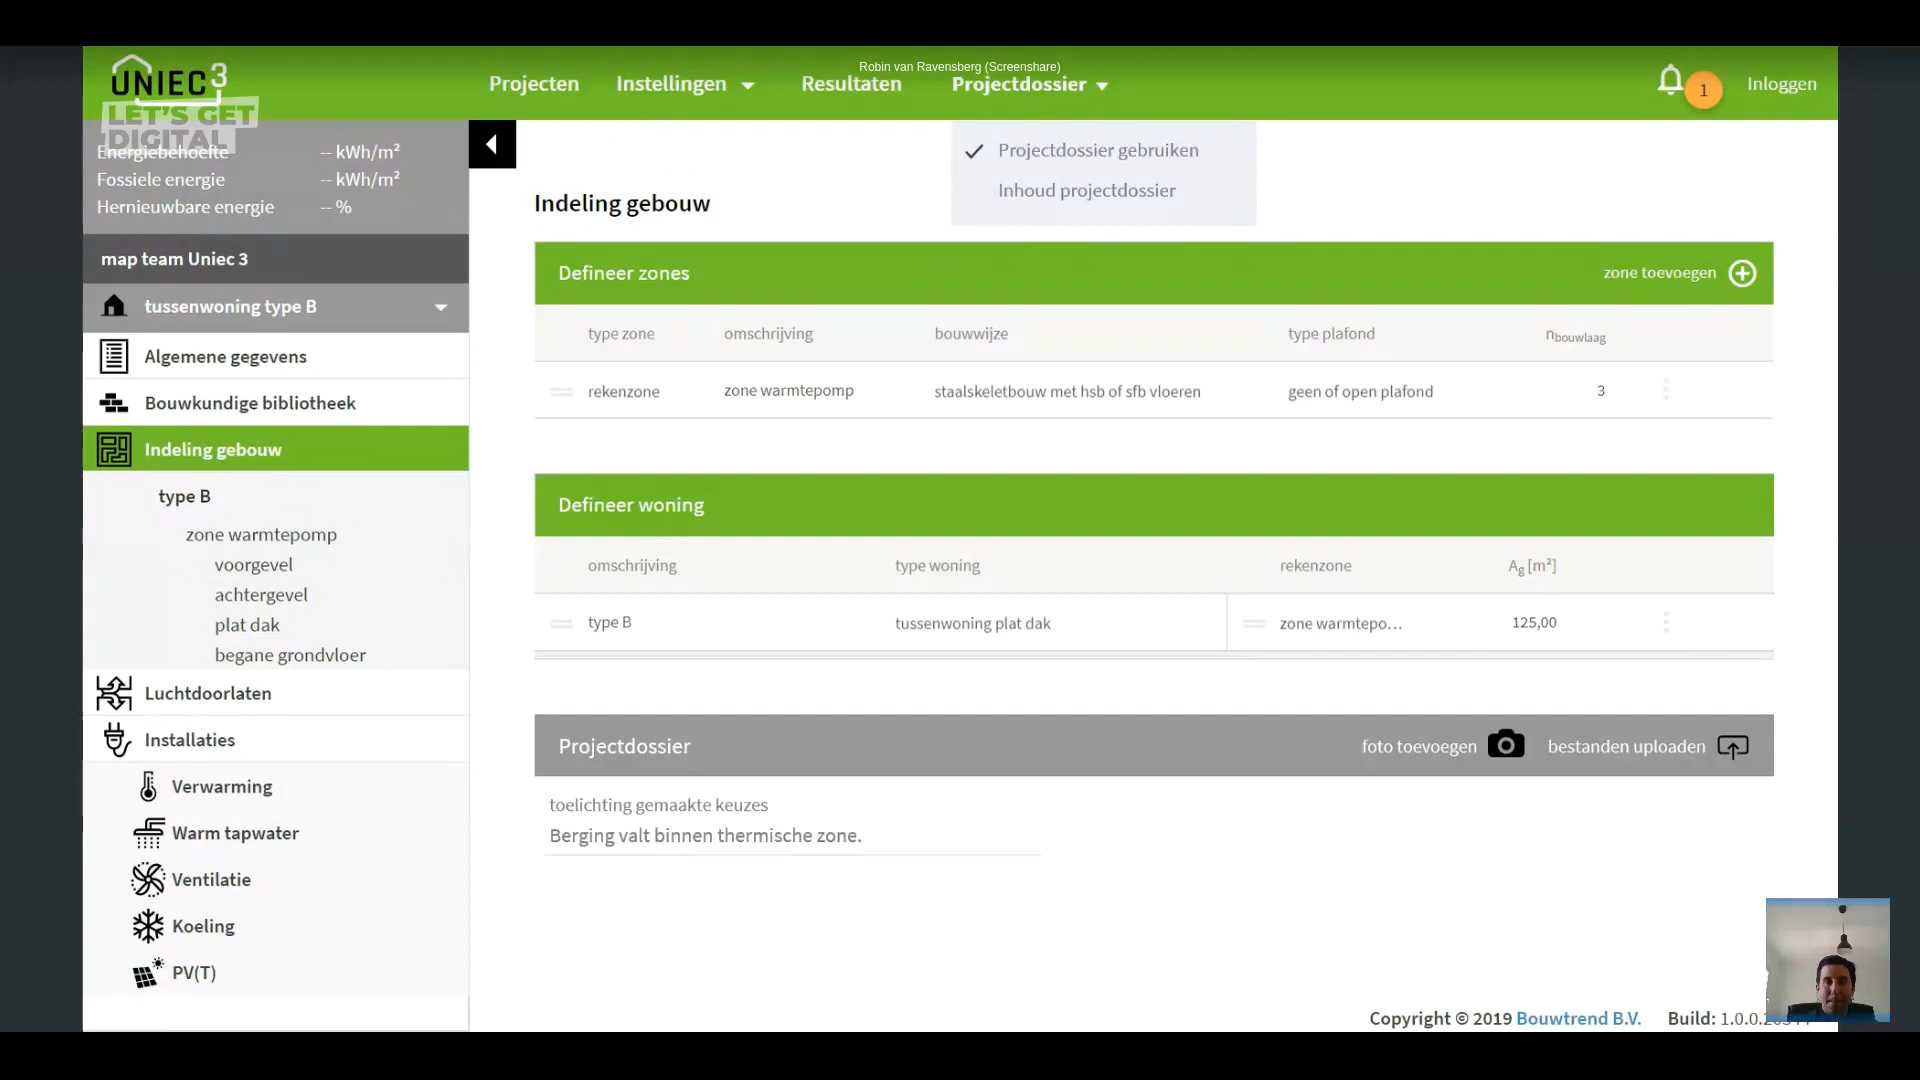 Robin van Ravensberg (Screenshare)
UNIEC 3
Projecten
Instellingen
Resultaten
Projectdossier
1
Inloggen
LET'S GET
DIGITAL
Energiebehoefte -- kWh/m²
Fossiele energie -- kWh/m²
Hernieuwbare energie -- %
Projectdossier gebruiken
Inhoud projectdossier
map team Uniec 3
tussenwoning type B
Algemene gegevens
Bouwkundige bibliotheek
Indeling gebouw
type B
zone warmtepomp
voorgevel
achtergevel
plat dak
begane grondvloer
Luchtdoorlaten
Installaties
Verwarming
Warm tapwater
Ventilatie
Koeling
PV(T)
Indeling gebouw
Defineer zones
zone toevoegen
type zone omschrijving bouwwijze type plafond nbouwlaag
rekenzone zone warmtepomp staalskeletbouw met hsb of sfb vloeren geen of open plafond 3
Defineer woning
omschrijving type woning rekenzone Ag [m²]
type B tussenwoning plat dak zone warmtepo... 125,00
Projectdossier
foto toevoegen
bestanden uploaden
toelichting gemaakte keuzes
Berging valt binnen thermische zone.
Copyright © 2019 Bouwtrend B.V. Build: